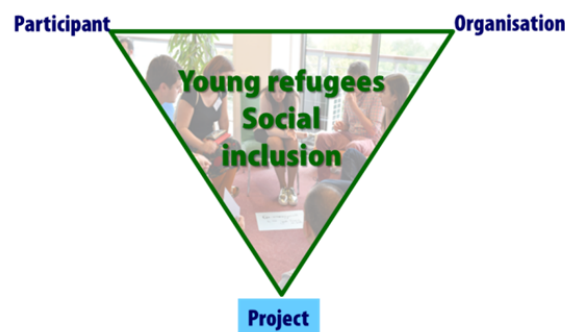 Participant
Organisation
Young refugees
Social
inclusion
Project